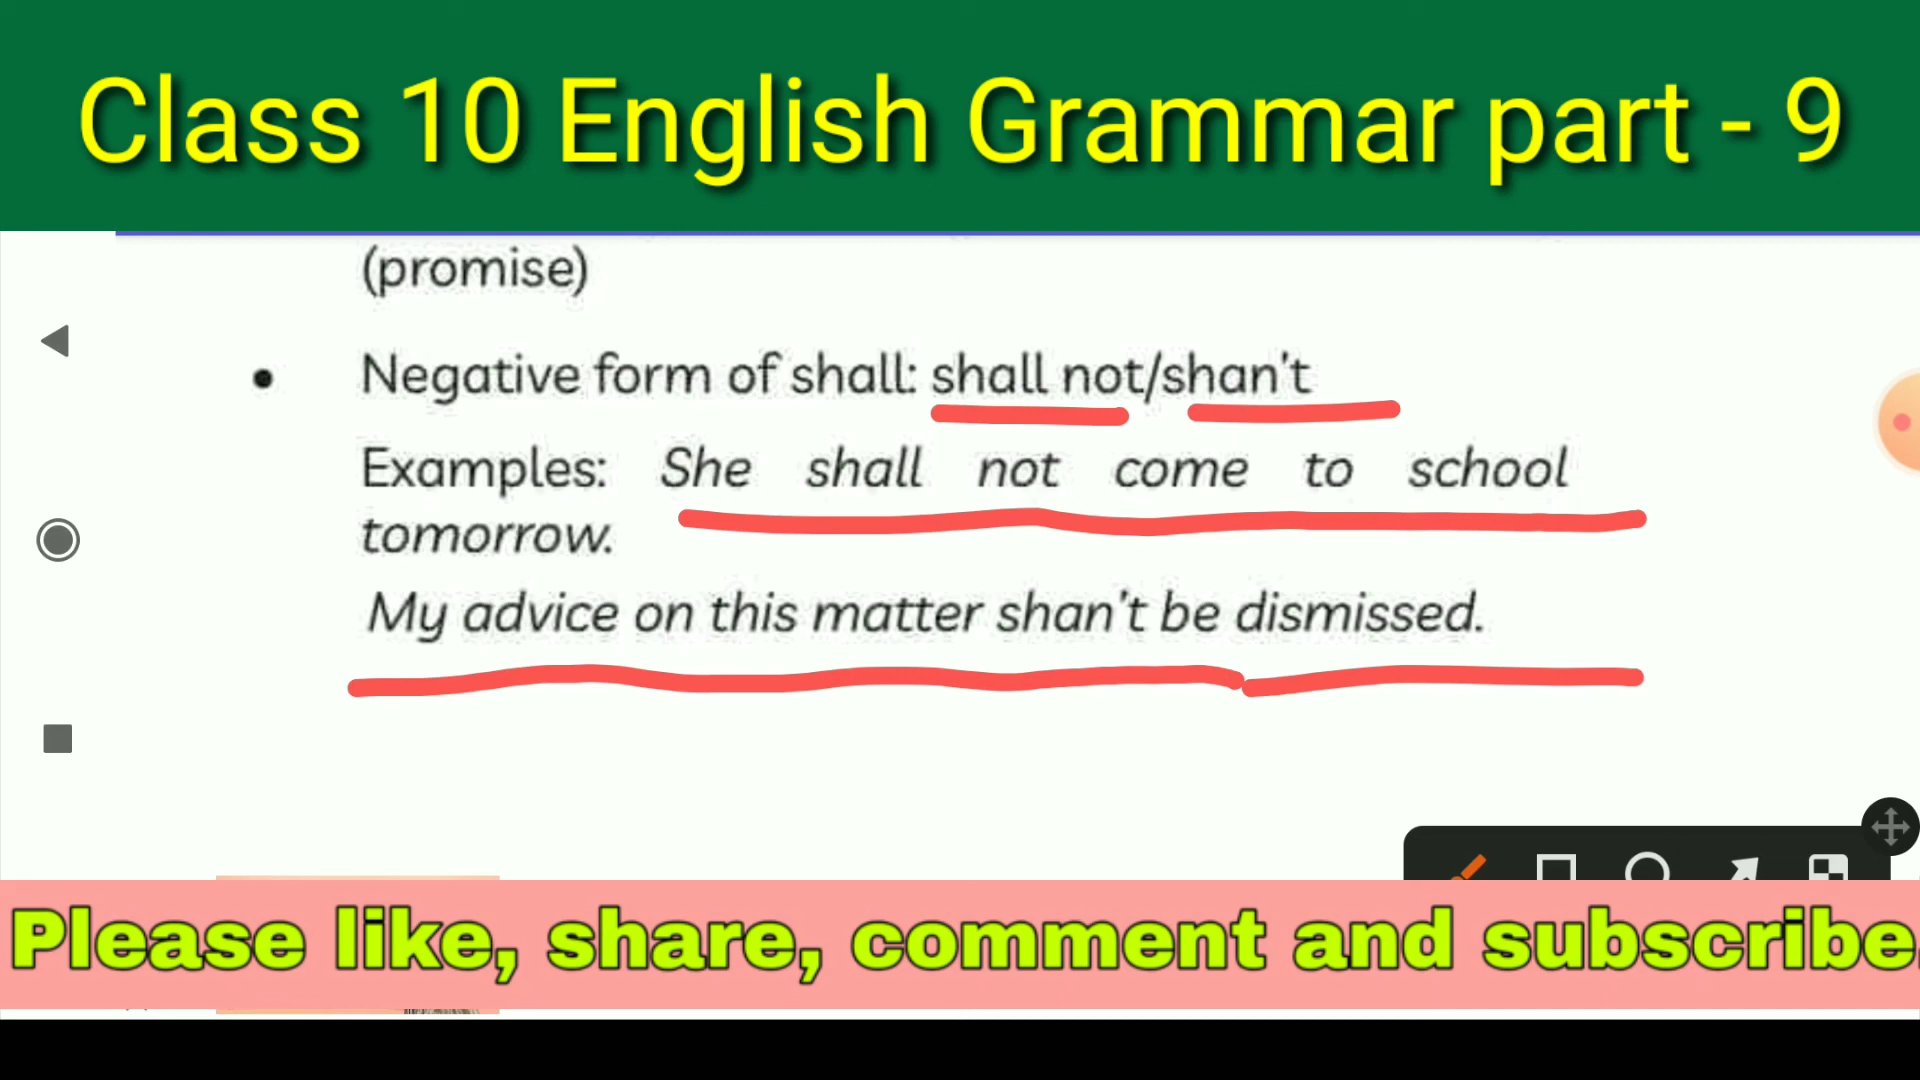 Class 10 English Grammar part - 9
(promise)
• Negative form of shall: shall not/shan't
Examples: She shall not come to school
tomorrow.
My advice on this matter shan't be dismissed.
Please like, share, comment and subscribe.